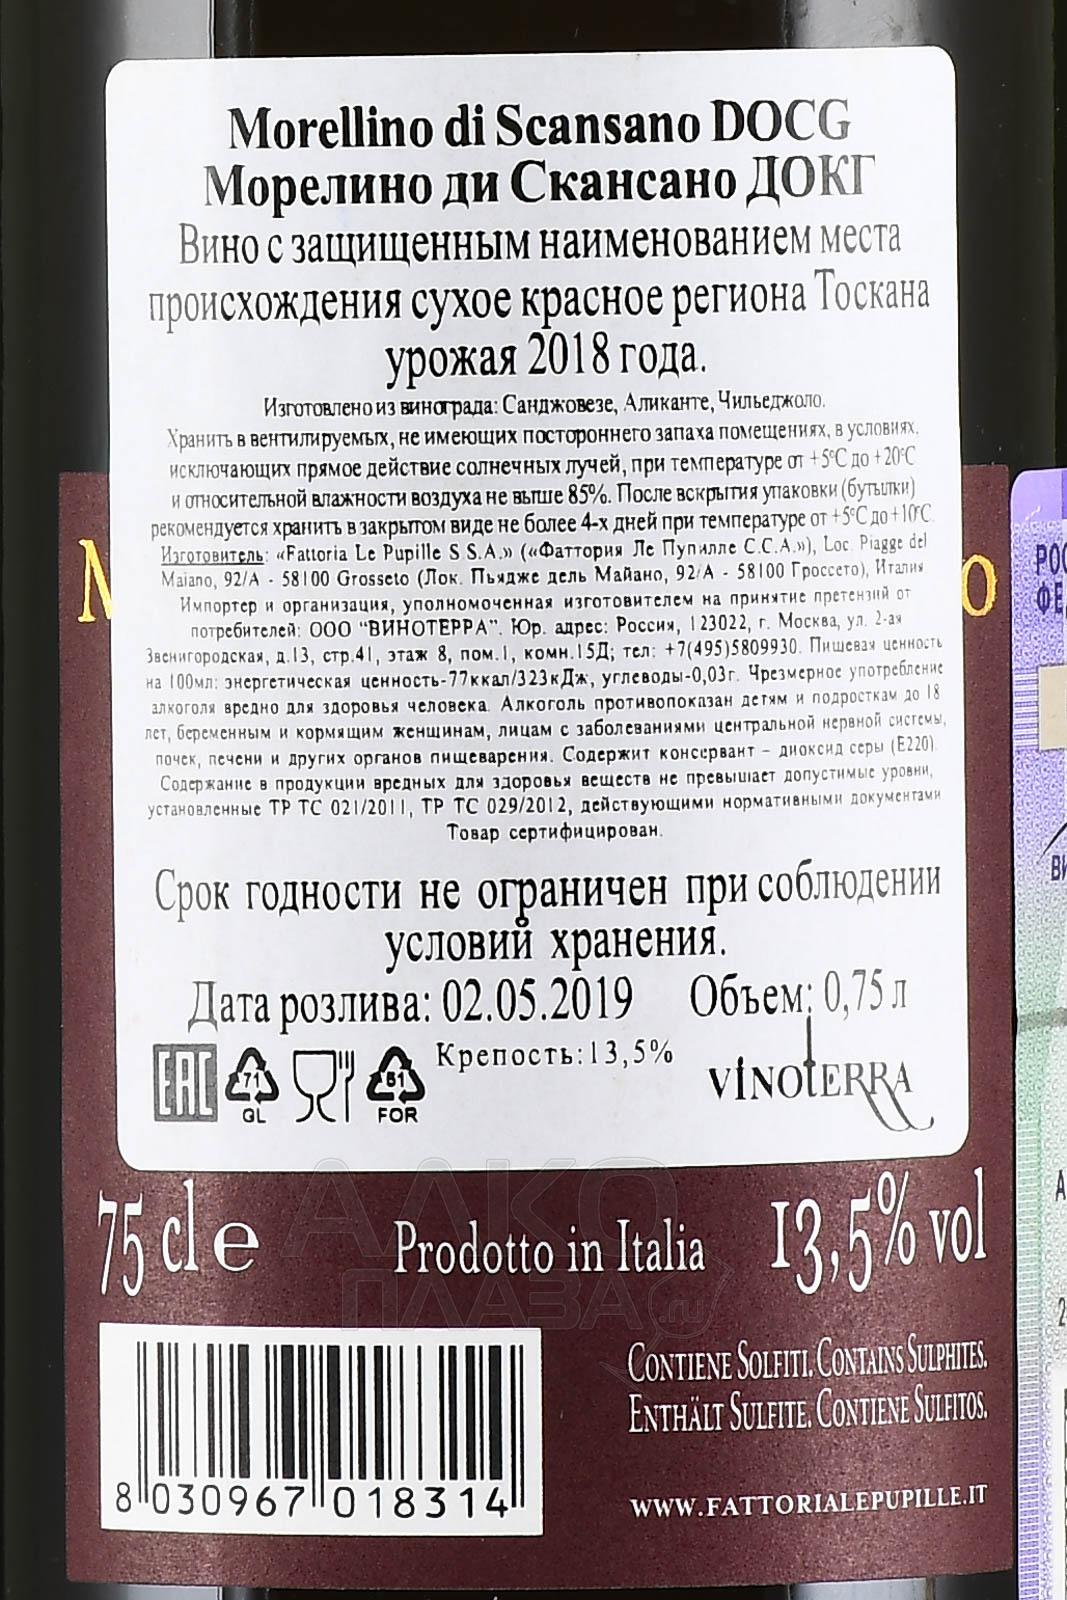 Morellino di Scansano DOCG
Морелино ди Скансано ДОКГ
Вино с защищенным наименованием места
происхождения сухое красное региона Тоскана
урожая 2018 года.
Изготовлено из винограда: Санджовезе, Аликанте, Чильеджоло.
Хранить в вентилируемых, не имеющих постороннего запаха помещениях, в условиях,
исключающих прямое действие солнечных лучей, при температуре от +5°С до +20°С
и относительной влажности воздуха не выше 85%. После вскрытия упаковки (бутылки)
рекомендуется хранить в закрытом виде не более 4-х дней при температуре от +5°С до +10°С.
Изготовитель: «Fattoria Le Pupille S S.A.» («Фаттория Ле Пупилле С.С.А.»), Loc. Piagge del
Maiano, 92/A - 58100 Grosseto (Лок. Пьядже дель Майано, 92/А - 58100 Гроссето), Италия
Импортер и организация, уполномоченная изготовителем на принятие претензий от
потребителей: ООО "ВИНОТЕРРА". Юр. адрес: Россия, 123022, г. Москва, ул. 2-ая
Звенигородская, д.13, стр.41, этаж 8, пом.1, комн.15Д; тел: +7(495)5809930. Пищевая ценность
на 100мл: энергетическая ценность-77ккал/323кДж, углеводы-0,03г. Чрезмерное употребление
алкоголя вредно для здоровья человека. Алкоголь противопоказан детям и подросткам до 18
лет, беременным и кормящим женщинам, лицам с заболеваниями центральной нервной системы,
почек, печени и других органов пищеварения. Содержит консервант – диоксид серы (Е220).
Содержание в продукции вредных для здоровья веществ не превышает допустимые уровни,
установленные ТР ТС 021/2011, ТР ТС 029/2012, действующими нормативными документами
Товар сертифицирован.
Срок годности не ограничен при соблюдении
условий хранения.
Дата розлива: 02.05.2019 Объем: 0,75 л
Крепость:13,5%
EAC 71 GL 51 FOR VINOTERRA
75 cl e Prodotto in Italia 13,5% vol
АЛКО
ПЛАЗА.ru
CONTIENE SOLFITI. CONTAINS SULPHITES.
ENTHÄLT SULFITE. CONTIENE SULFITOS.
8 030967 018314
WWW.FATTORIALEPUPILLE.IT